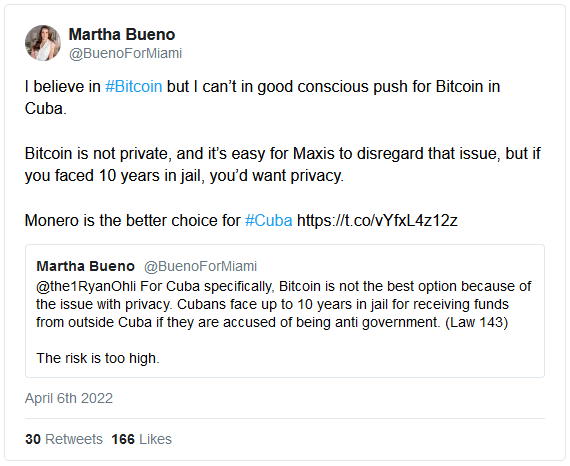 Martha Bueno
@BuenoForMiami
I believe in #Bitcoin but I can't in good conscious push for Bitcoin in
Cuba.
Bitcoin is not private, and it's easy for Maxis to disregard that issue, but if
you faced 10 years in jail, you'd want privacy.
Monero is the better choice for #Cuba https://t.co/vYfxL4z12z
Martha Bueno @BuenoForMiami
@the1RyanOhli For Cuba specifically, Bitcoin is not the best option because of
the issue with privacy. Cubans face up to 10 years in jail for receiving funds
from outside Cuba if they are accused of being anti government. (Law 143)
The risk is too high.
April 6th 2022
30 Retweets 166 Likes